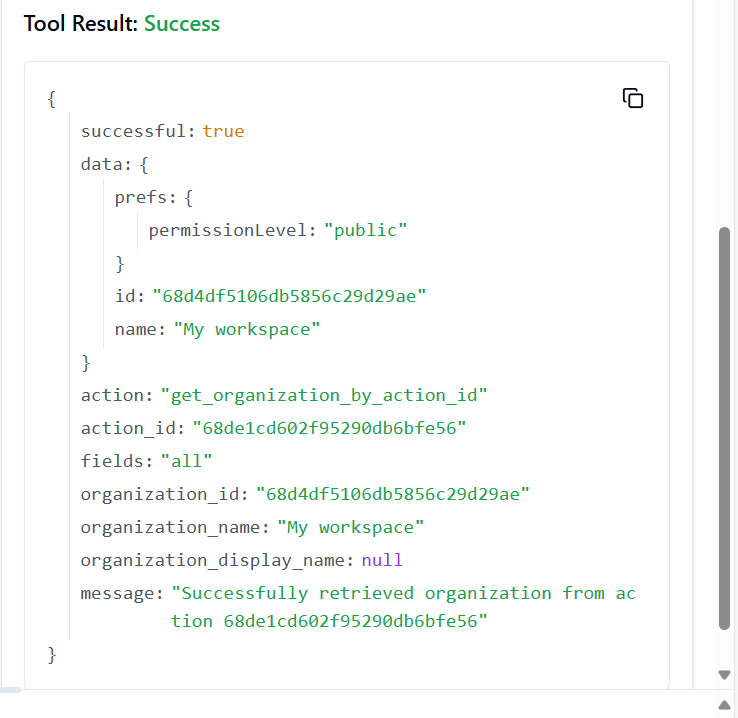 Tool Result: Success
{
successful: true
data: {
prefs: {
permissionLevel: "public"
}
id: "68d4df5106db5856c29d29ae"
name: "My workspace"
}
action: "get_organization_by_action_id"
action_id: "68de1cd602f95290db6bfe56"
fields: "all"
organization_id: "68d4df5106db5856c29d29ae"
organization_name: "My workspace"
organization_display_name: null
message: "Successfully retrieved organization from ac
tion 68de1cd602f95290db6bfe56"
}